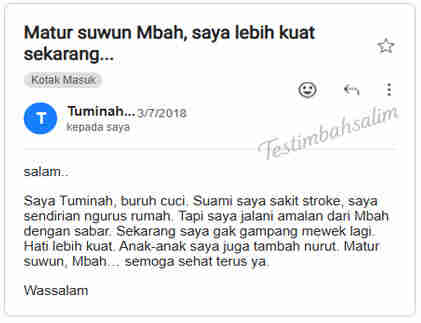 Matur suwun Mbah, saya lebih kuat
sekarang...
Kotak Masuk
T
Tuminah... 3/7/2018
kepada saya
Testimbahsalim
salam..
Saya Tuminah, buruh cuci. Suami saya sakit stroke, saya
sendirian ngurus rumah. Tapi saya jalani amalan dari Mbah
dengan sabar. Sekarang saya gak gampang mewek lagi.
Hati lebih kuat. Anak-anak saya juga tambah nurut. Matur
suwun, Mbah... semoga sehat terus ya.
Wassalam